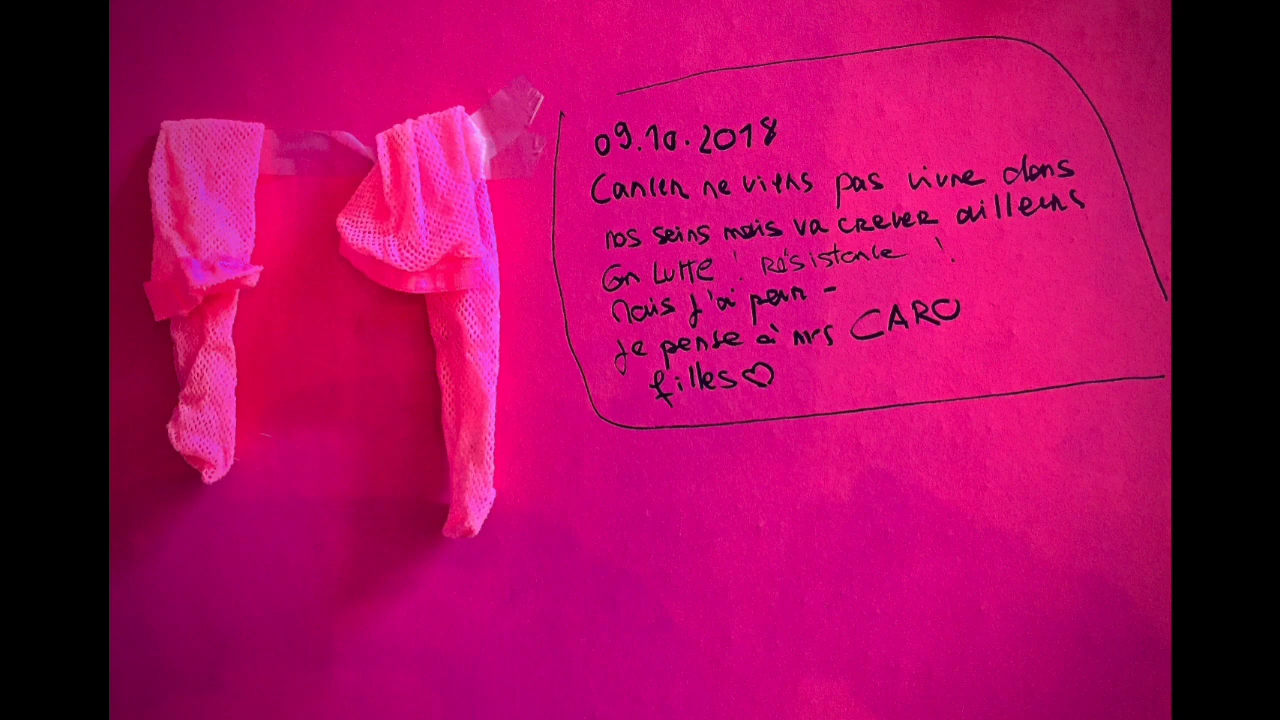 09.10.2018
Cancer ne viens pas vivre dans
nos seins mais va crever ailleurs
On lutte ! Résistance !
Mais j'ai peur -
Je pense à nos CARO
filles♡